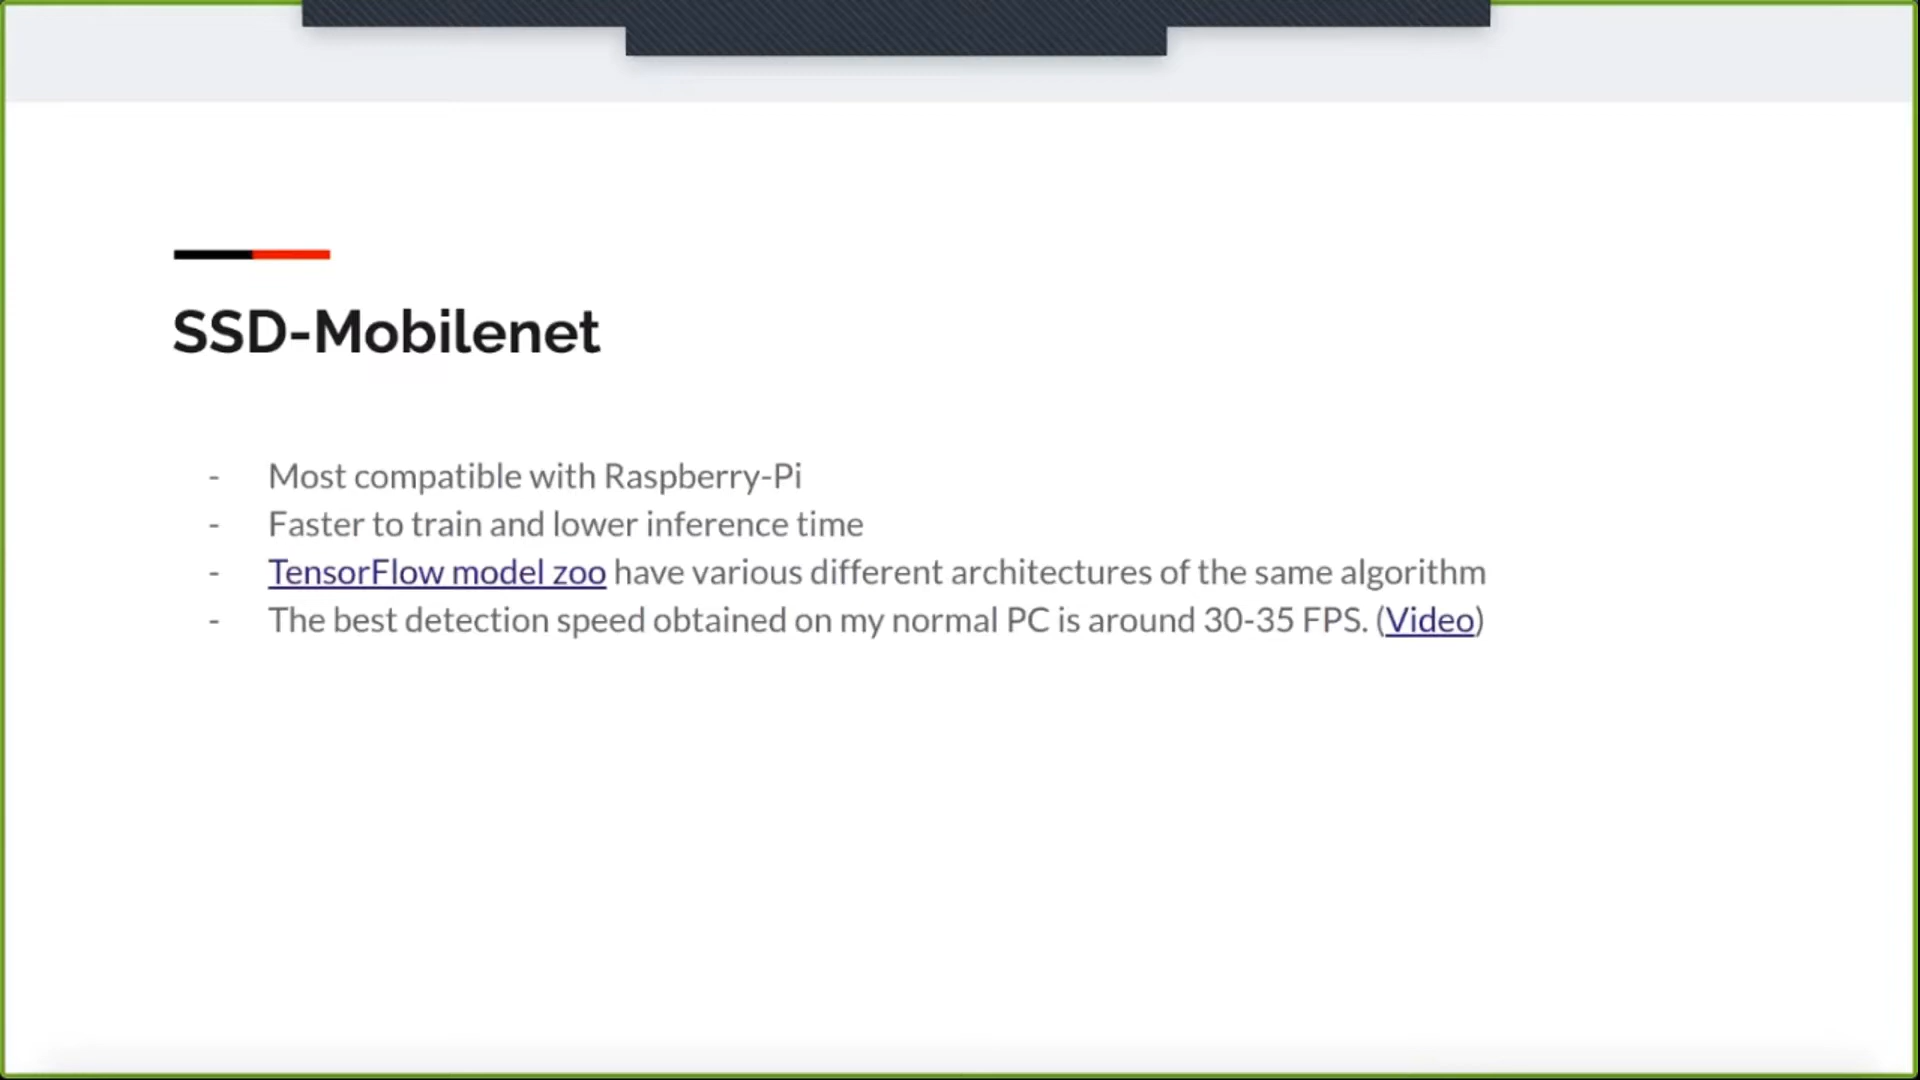 SSD-Mobilenet
- Most compatible with Raspberry-Pi
- Faster to train and lower inference time
- TensorFlow model zoo have various different architectures of the same algorithm
- The best detection speed obtained on my normal PC is around 30-35 FPS. (Video)